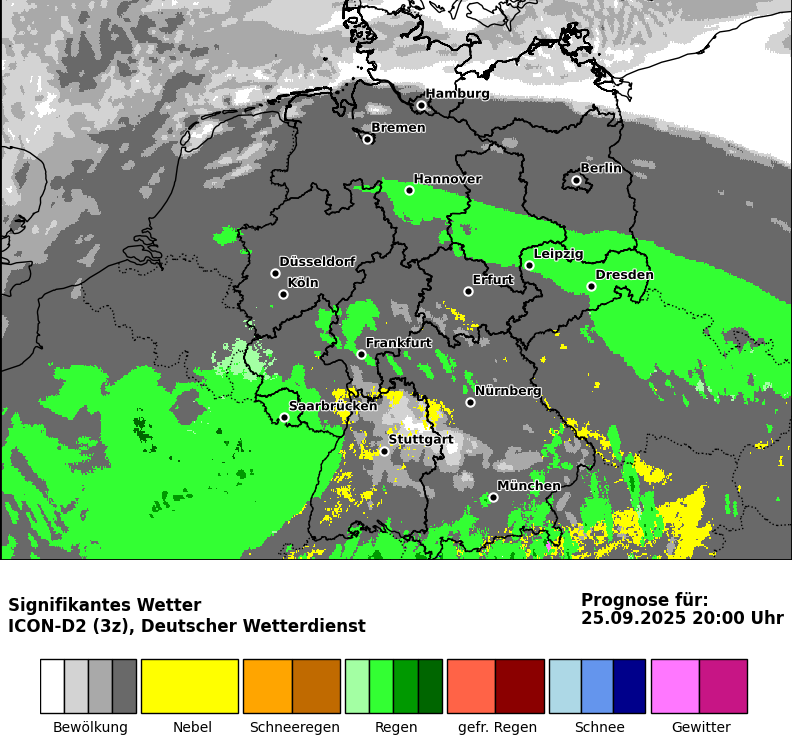 Hamburg
Bremen
Berlin
Hannover
Leipzig
Düsseldorf
Dresden
Köln
Erfurt
Frankfurt
Nürnberg
Saarbrücken
Stuttgart
München
Signifikantes Wetter
ICON-D2 (3z), Deutscher Wetterdienst
Prognose für:
25.09.2025 20:00 Uhr
Bewölkung Nebel Schneeregen Regen gefr. Regen Schnee Gewitter